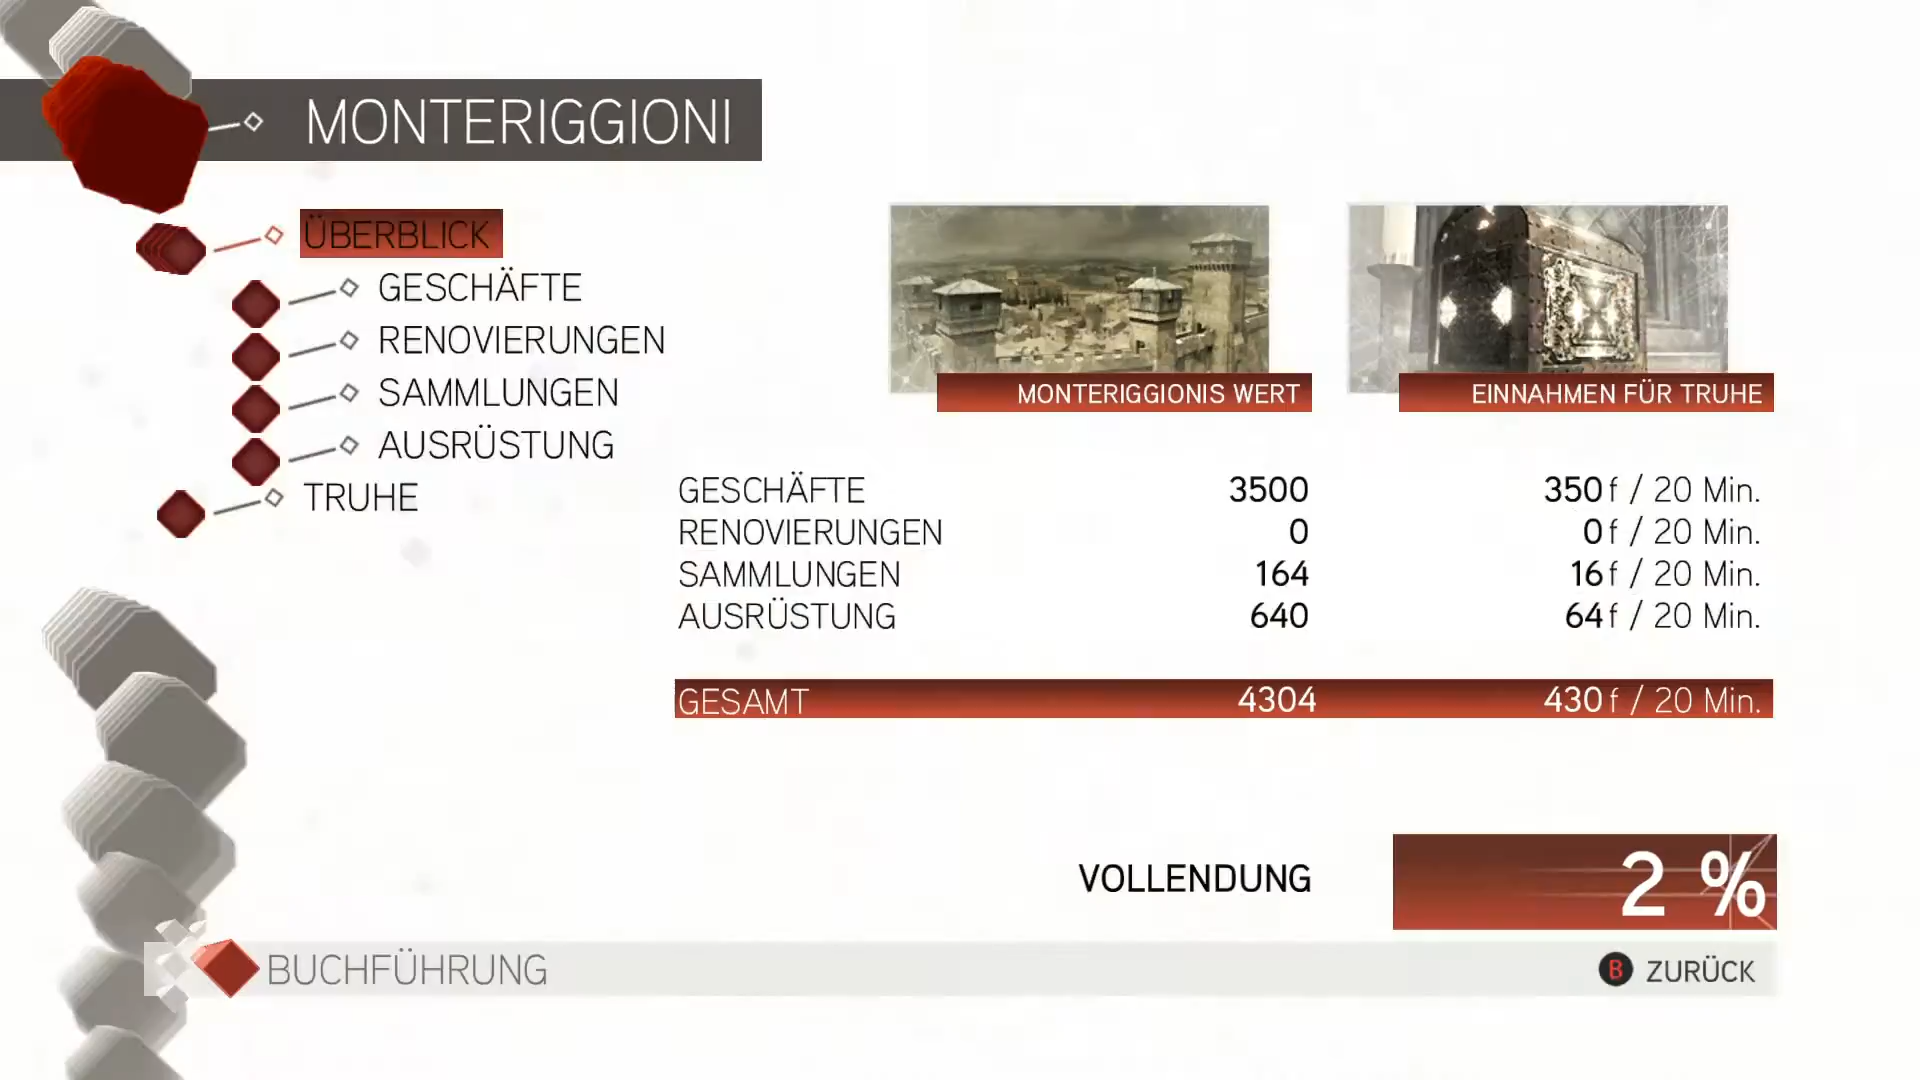 MONTERIGGIONI
ÜBERBLICK
GESCHÄFTE
RENOVIERUNGEN
SAMMLUNGEN
AUSRÜSTUNG
TRUHE
MONTERIGGIONIS WERT
EINNAHMEN FÜR TRUHE
GESCHÄFTE 3500 350 f / 20 Min.
RENOVIERUNGEN 0 0 f / 20 Min.
SAMMLUNGEN 164 16 f / 20 Min.
AUSRÜSTUNG 640 64 f / 20 Min.
GESAMT 4304 430 f / 20 Min.
VOLLENDUNG 2 %
BUCHFÜHRUNG
B ZURÜCK